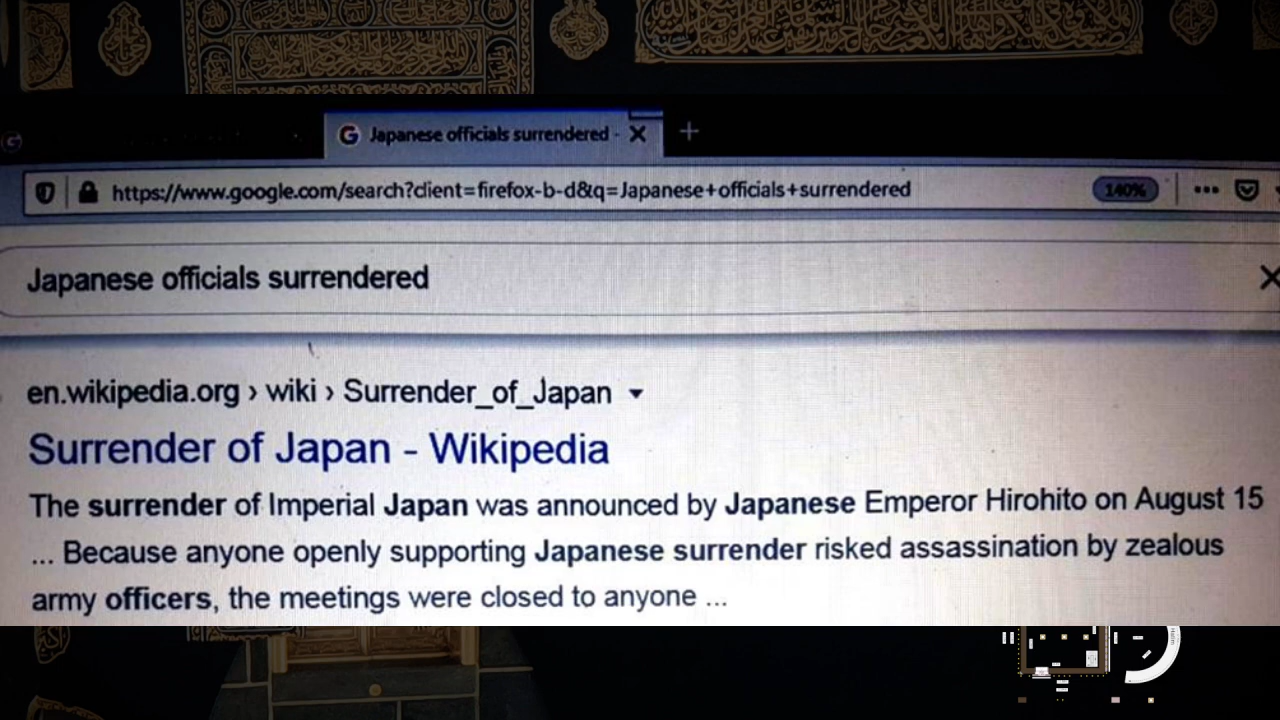 Japanese officials surrendered -
https://www.google.com/search?client=firefox-b-d&q=Japanese+officials+surrendered
140%
Japanese officials surrendered
en.wikipedia.org › wiki › Surrender_of_Japan
Surrender of Japan - Wikipedia
The surrender of Imperial Japan was announced by Japanese Emperor Hirohito on August 15
... Because anyone openly supporting Japanese surrender risked assassination by zealous
army officers, the meetings were closed to anyone ...